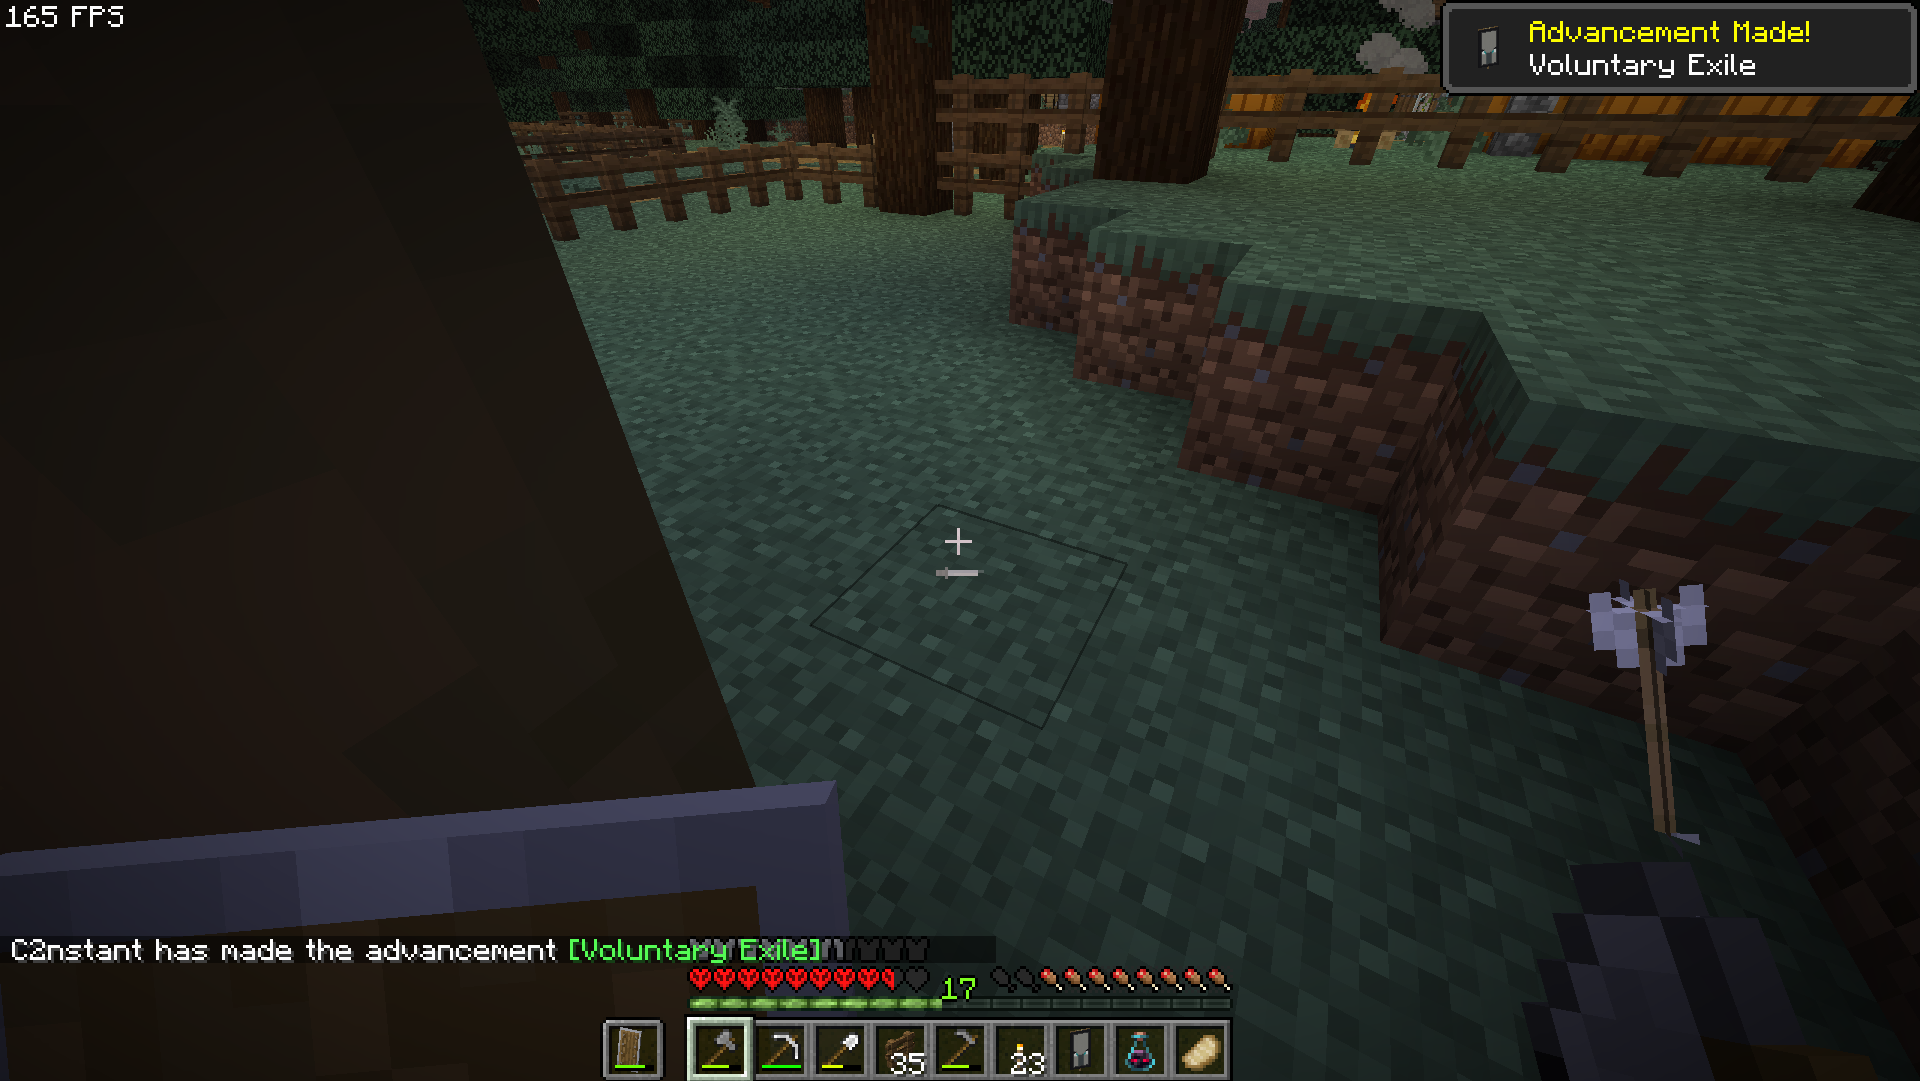 165 FPS
Advancement Made!
Voluntary Exile
C2nstant has made the advancement [Voluntary Exile]
17
35
23